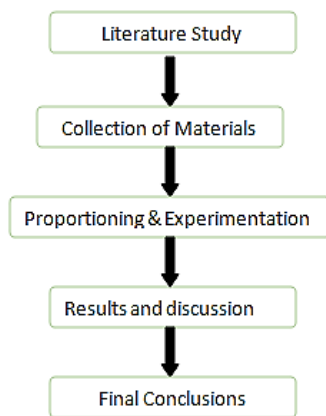 Literature Study
Collection of Materials
Proportioning & Experimentation
Results and discussion
Final Conclusions